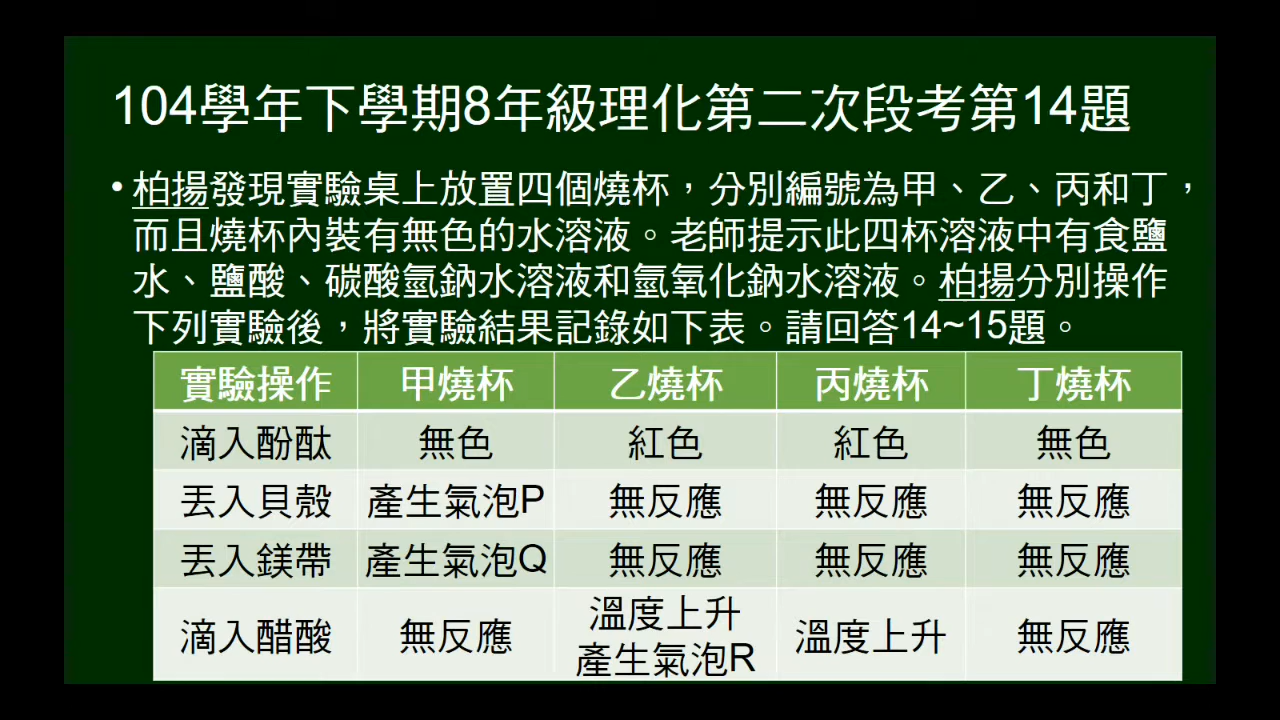 104學年下學期8年級理化第二次段考第14題
• 柏揚發現實驗桌上放置四個燒杯，分別編號為甲、乙、丙和丁，
而且燒杯內裝有無色的水溶液。老師提示此四杯溶液中有食鹽
水、鹽酸、碳酸氫鈉水溶液和氫氧化鈉水溶液。柏揚分別操作
下列實驗後，將實驗結果記錄如下表。請回答14~15題。
實驗操作 甲燒杯 乙燒杯 丙燒杯 丁燒杯
滴入酚酞 無色 紅色 紅色 無色
丟入貝殼 產生氣泡P 無反應 無反應 無反應
丟入鎂帶 產生氣泡Q 無反應 無反應 無反應
滴入醋酸 無反應 溫度上升 產生氣泡R 溫度上升 無反應